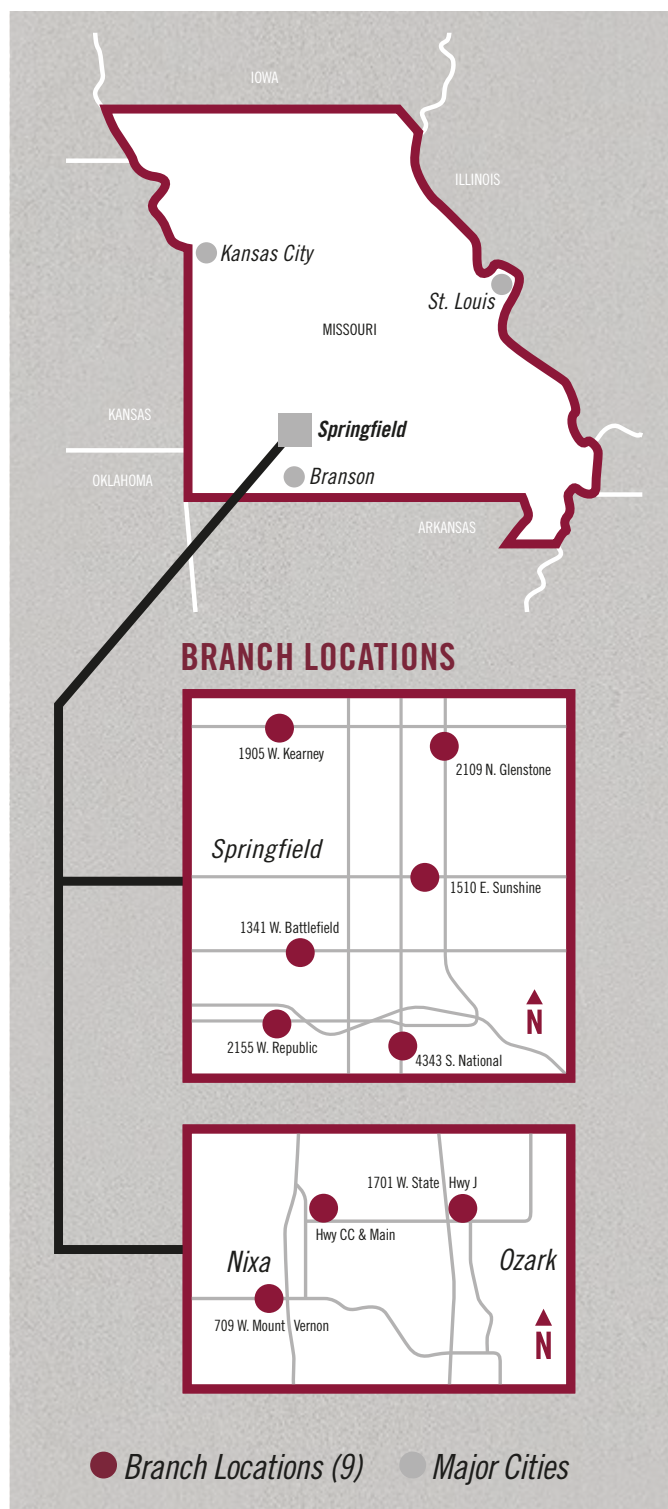 IOWA
ILLINOIS
Kansas City
St. Louis
MISSOURI
KANSAS
Springfield
OKLAHOMA
Branson
ARKANSAS
BRANCH LOCATIONS
1905 W. Kearney
2109 N. Glenstone
Springfield
1510 E. Sunshine
1341 W. Battlefield
N
2155 W. Republic
4343 S. National
1701 W. State Hwy J
Hwy CC & Main
Nixa
Ozark
709 W. Mount Vernon
N
Branch Locations (9)
Major Cities